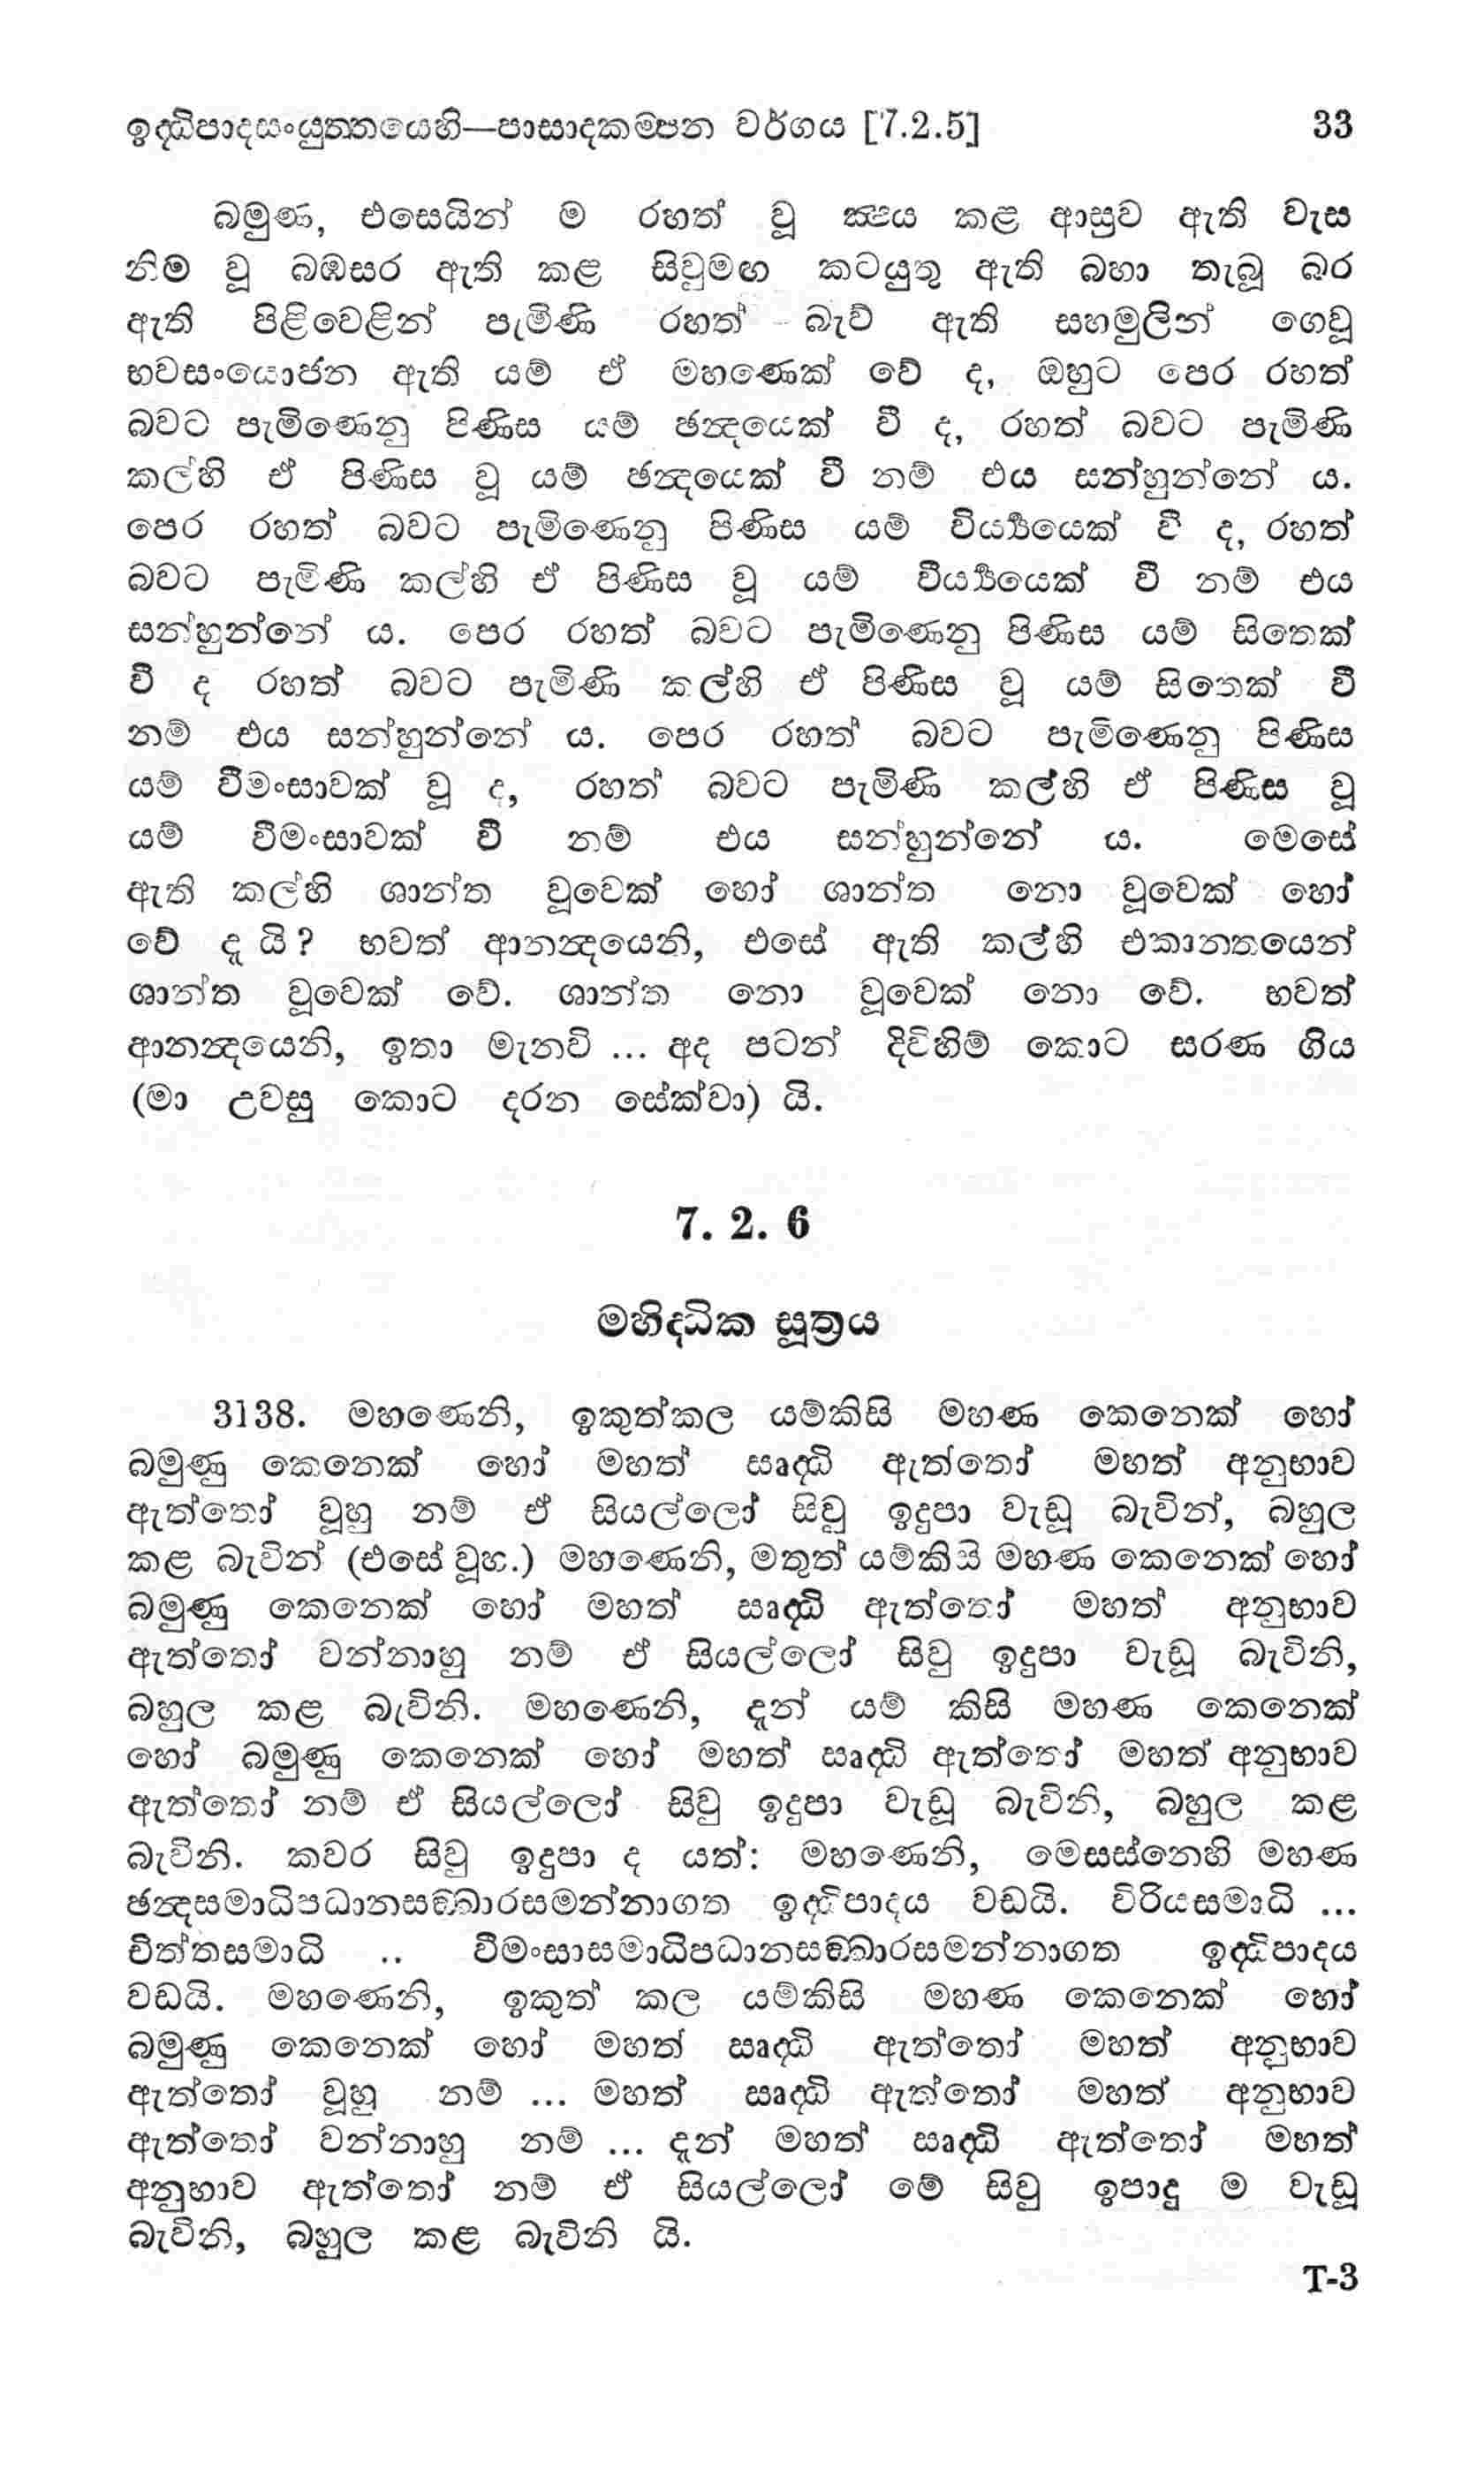 ඉද්ධිපාදසංයුත්තයෙහි—පාසාදකම්පන වර්ගය [7.2.5] 33
බමුණ, එසෙයින් ම රහත් වූ ක්‍ෂය කළ ආසුව ඇති වැස
නිම වූ බඹසර ඇති කළ සිවුමඟ කටයුතු ඇති බහා තැබූ බර
ඇති පිළිවෙළින් පැමිණි රහත් බැව් ඇති සහමුලින් ගෙවූ
භවසංයොජන ඇති යම් ඒ මහණෙක් වේ ද, ඔහුට පෙර රහත්
බවට පැමිණෙනු පිණිස යම් ඡන්‍දයෙක් වී ද, රහත් බවට පැමිණි
කල්හි ඒ පිණිස වූ යම් ඡන්‍දයෙක් වී නම් එය සන්හුන්නේ ය.
පෙර රහත් බවට පැමිණෙනු පිණිස යම් විය්‍ර්‍යයෙක් වී ද, රහත්
බවට පැමිණි කල්හි ඒ පිණිස වූ යම් වීය්‍ර්‍යයෙක් වී නම් එය
සන්හුන්නේ ය. පෙර රහත් බවට පැමිණෙනු පිණිස යම් සිතෙක්
වී ද රහත් බවට පැමිණි කල්හි ඒ පිණිස වූ යම් සිතෙක් වී
නම් එය සන්හුන්නේ ය. පෙර රහත් බවට පැමිණෙනු පිණිස
යම් වීමංසාවක් වූ ද, රහත් බවට පැමිණි කල්හි ඒ පිණිස වූ
යම් වීමංසාවක් වී නම් එය සන්හුන්නේ ය. මෙසේ
ඇති කල්හි ශාන්ත වූවෙක් හෝ ශාන්ත නො වූවෙක් හෝ
වේ දැ යි? භවත් ආනන්‍දයෙනි, එසේ ඇති කල්හි එකාන්‍තයෙන්
ශාන්ත වූවෙක් වේ. ශාන්ත නො වූවෙක් නො වේ. භවත්
ආනන්‍දයෙනි, ඉතා මැනවි ... අද පටන් දිවිහිම් කොට සරණ ගිය
(මා උවසු කොට දරන සේක්වා) යි.
7. 2. 6
මහිද්ධික සූත්‍රය
3138. මහණෙනි, ඉකුත්කල යම්කිසි මහණ කෙනෙක් හෝ
බමුණු කෙනෙක් හෝ මහත් ඍද්ධි ඇත්තෝ මහත් අනුභාව
ඇත්තෝ වූහු නම් ඒ සියල්ලෝ සිවු ඉදුපා වැඩූ බැවින්, බහුල
කළ බැවින් (එසේ වූහ.) මහණෙනි, මතුත් යම්කිසි මහණ කෙනෙක් හෝ
බමුණු කෙනෙක් හෝ මහත් ඍද්ධි ඇත්තෝ මහත් අනුභාව
ඇත්තෝ වන්නාහු නම් ඒ සියල්ලෝ සිවු ඉදුපා වැඩූ බැවිනි,
බහුල කළ බැවිනි. මහණෙනි, දැන් යම් කිසි මහණ කෙනෙක්
හෝ බමුණු කෙනෙක් හෝ මහත් ඍද්ධි ඇත්තෝ මහත් අනුභාව
ඇත්තෝ නම් ඒ සියල්ලෝ සිවු ඉදුපා වැඩූ බැවිනි, බහුල කළ
බැවිනි. කවර සිවු ඉදුපා ද යත්: මහණෙනි, මෙසස්නෙහි මහණ
ඡන්‍දසමාධිපධානසඞ්ඛාරසමන්නාගත ඉද්ධිපාදය වඩයි. විරියසමාධි ...
චිත්තසමාධි .. වීමංසාසමාධිපධානසඞ්ඛාරසමන්නාගත ඉද්ධිපාදය
වඩයි. මහණෙනි, ඉකුත් කල යම්කිසි මහණ කෙනෙක් හෝ
බමුණු කෙනෙක් හෝ මහත් ඍද්ධි ඇත්තෝ මහත් අනුභාව
ඇත්තෝ වූහු නම් ... මහත් ඍද්ධි ඇත්තෝ මහත් අනුභාව
ඇත්තෝ වන්නාහු නම් ... දැන් මහත් ඍද්ධි ඇත්තෝ මහත්
අනුභාව ඇත්තෝ නම් ඒ සියල්ලෝ මේ සිවු ඉපාදු ම වැඩූ
බැවිනි, බහුල කළ බැවිනි යි.
T-3